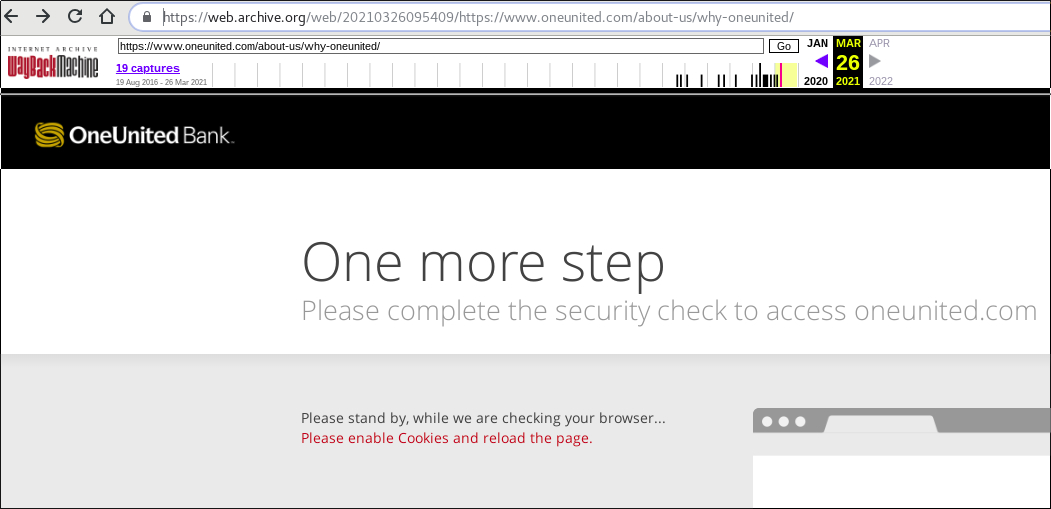 https://web.archive.org/web/20210326095409/https://www.oneunited.com/about-us/why-oneunited/
INTERNET ARCHIVE
WayBackMachine
https://www.oneunited.com/about-us/why-oneunited/
Go
JAN
MAR
APR
19 captures
26
19 Aug 2016 - 26 Mar 2021
2020
2021
2022
OneUnited Bank
One more step
Please complete the security check to access oneunited.com
Please stand by, while we are checking your browser...
Please enable Cookies and reload the page.